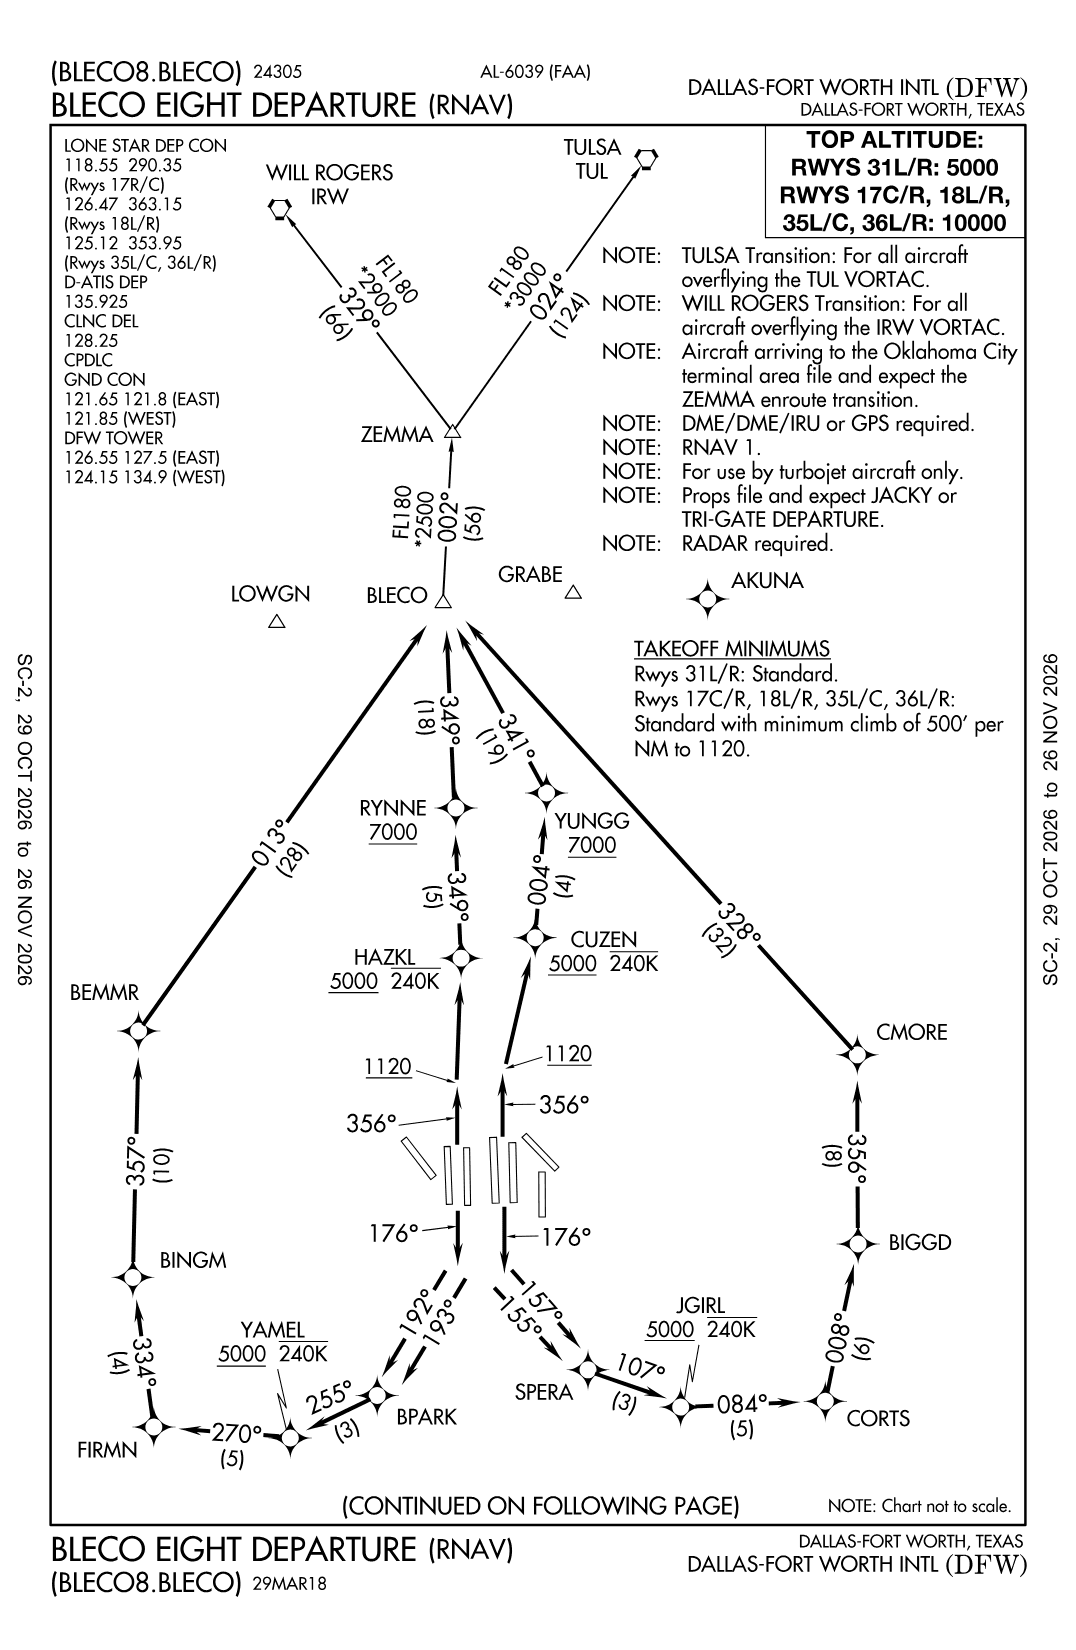 (BLECO8.BLECO) 24305
AL-6039 (FAA)
BLECO EIGHT DEPARTURE (RNAV)
DALLAS-FORT WORTH INTL (DFW)
DALLAS-FORT WORTH, TEXAS
LONE STAR DEP CON
118.55 290.35
(Rwys 17R/C)
126.47 363.15
(Rwys 18L/R)
125.12 353.95
(Rwys 35L/C, 36L/R)
D-ATIS DEP
135.925
CLNC DEL
128.25
CPDLC
GND CON
121.65 121.8 (EAST)
121.85 (WEST)
DFW TOWER
126.55 127.5 (EAST)
124.15 134.9 (WEST)
WILL ROGERS
IRW
TULSA
TUL
TOP ALTITUDE:
RWYS 31L/R: 5000
RWYS 17C/R, 18L/R,
35L/C, 36L/R: 10000
NOTE: TULSA Transition: For all aircraft
overflying the TUL VORTAC.
NOTE: WILL ROGERS Transition: For all
aircraft overflying the IRW VORTAC.
NOTE: Aircraft arriving to the Oklahoma City
terminal area file and expect the
ZEMMA enroute transition.
NOTE: DME/DME/IRU or GPS required.
NOTE: RNAV 1.
NOTE: For use by turbojet aircraft only.
NOTE: Props file and expect JACKY or
TRI-GATE DEPARTURE.
NOTE: RADAR required.
FL180
*2900
329°
(66)
FL180
*3000
024°
(124)
ZEMMA
FL180
*2500
002°
(56)
LOWGN
BLECO
GRABE
AKUNA
TAKEOFF MINIMUMS
Rwys 31L/R: Standard.
Rwys 17C/R, 18L/R, 35L/C, 36L/R:
Standard with minimum climb of 500' per
NM to 1120.
349°
(18)
341°
(19)
RYNNE
7000
YUNGG
7000
013°
(28)
349°
(5)
004°
(4)
328°
(32)
HAZKL
5000 240K
CUZEN
5000 240K
BEMMR
CMORE
1120
1120
356°
356°
357°
(10)
356°
(8)
176°
176°
BINGM
BIGGD
192°
193°
157°
155°
YAMEL
5000 240K
JGIRL
5000 240K
334°
(4)
008°
(9)
255°
(3)
BPARK
SPERA
107°
(3)
084°
(5)
CORTS
270°
(5)
FIRMN
(CONTINUED ON FOLLOWING PAGE)
NOTE: Chart not to scale.
BLECO EIGHT DEPARTURE (RNAV)
(BLECO8.BLECO) 29MAR18
DALLAS-FORT WORTH, TEXAS
DALLAS-FORT WORTH INTL (DFW)
SC-2, 29 OCT 2026 to 26 NOV 2026
SC-2, 29 OCT 2026 to 26 NOV 2026